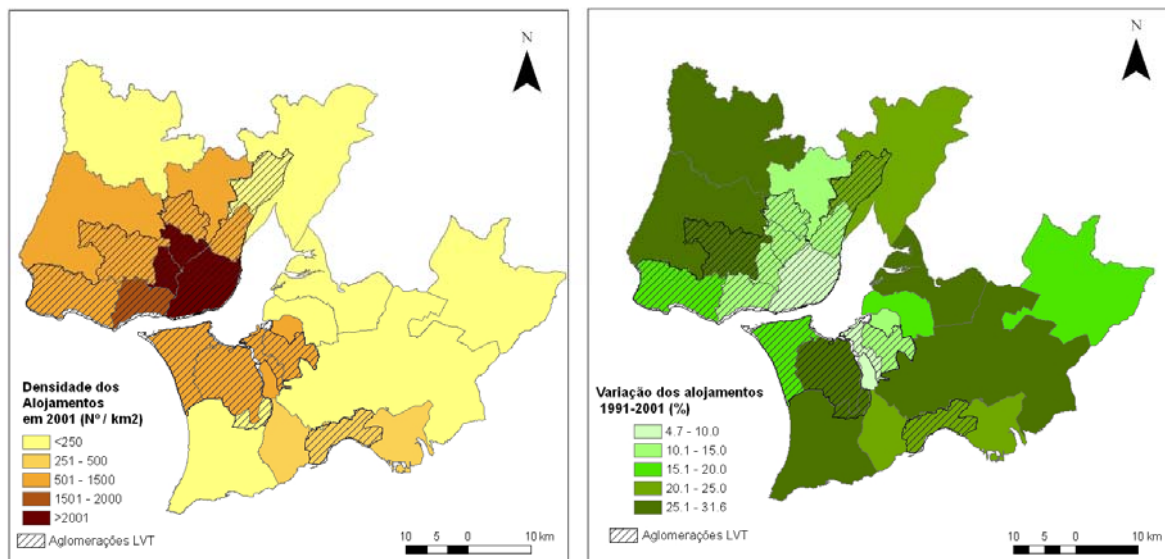 N
Densidade dos
Alojamentos
em 2001 (Nº / km2)
<250
251 - 500
501 - 1500
1501 - 2000
>2001
Aglomerações LVT
10 5 0 10 km
N
Variação dos alojamentos
1991-2001 (%)
4.7 - 10.0
10.1 - 15.0
15.1 - 20.0
20.1 - 25.0
25.1 - 31.6
Aglomerações LVT
10 5 0 10 km